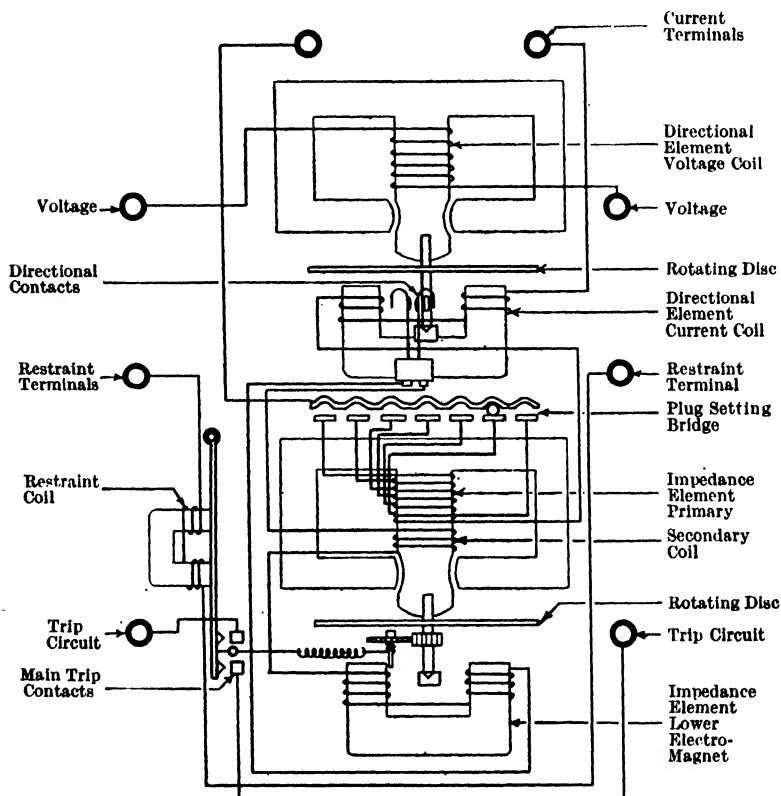 Current
Terminals
Directional
Element
Voltage Coil
Voltage
Voltage
Directional
Contacts
Rotating Disc
Directional
Element
Current Coil
Restraint
Terminals
Restraint
Terminal
Plug Setting
Bridge
Restraint
Coil
Impedance
Element
Primary
Secondary
Coil
Rotating Disc
Trip
Circuit
Trip Circuit
Main Trip
Contacts
Impedance
Element
Lower
Electro-
Magnet